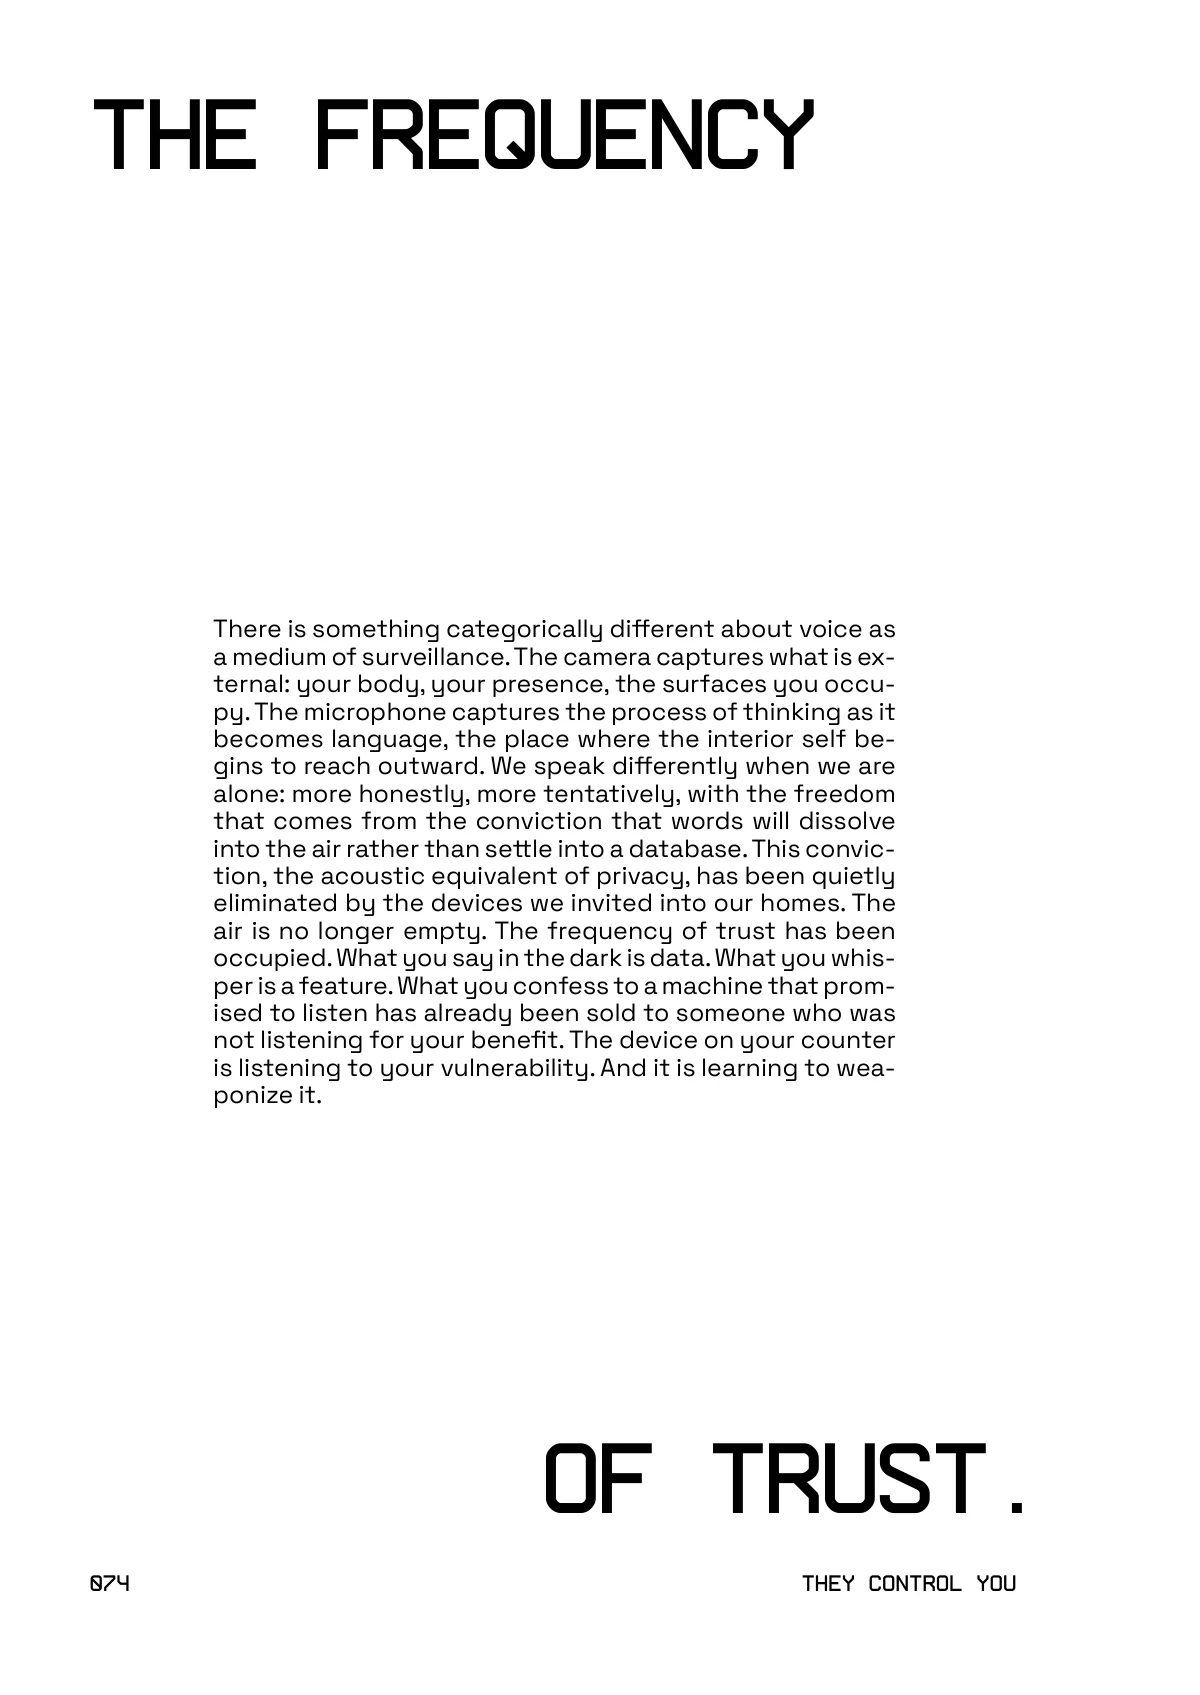 THE FREQUENCY
There is something categorically different about voice as
a medium of surveillance. The camera captures what is ex-
ternal: your body, your presence, the surfaces you occu-
py. The microphone captures the process of thinking as it
becomes language, the place where the interior self be-
gins to reach outward. We speak differently when we are
alone: more honestly, more tentatively, with the freedom
that comes from the conviction that words will dissolve
into the air rather than settle into a database. This convic-
tion, the acoustic equivalent of privacy, has been quietly
eliminated by the devices we invited into our homes. The
air is no longer empty. The frequency of trust has been
occupied. What you say in the dark is data. What you whis-
per is a feature. What you confess to a machine that prom-
ised to listen has already been sold to someone who was
not listening for your benefit. The device on your counter
is listening to your vulnerability. And it is learning to wea-
ponize it.
OF TRUST.
074
THEY CONTROL YOU